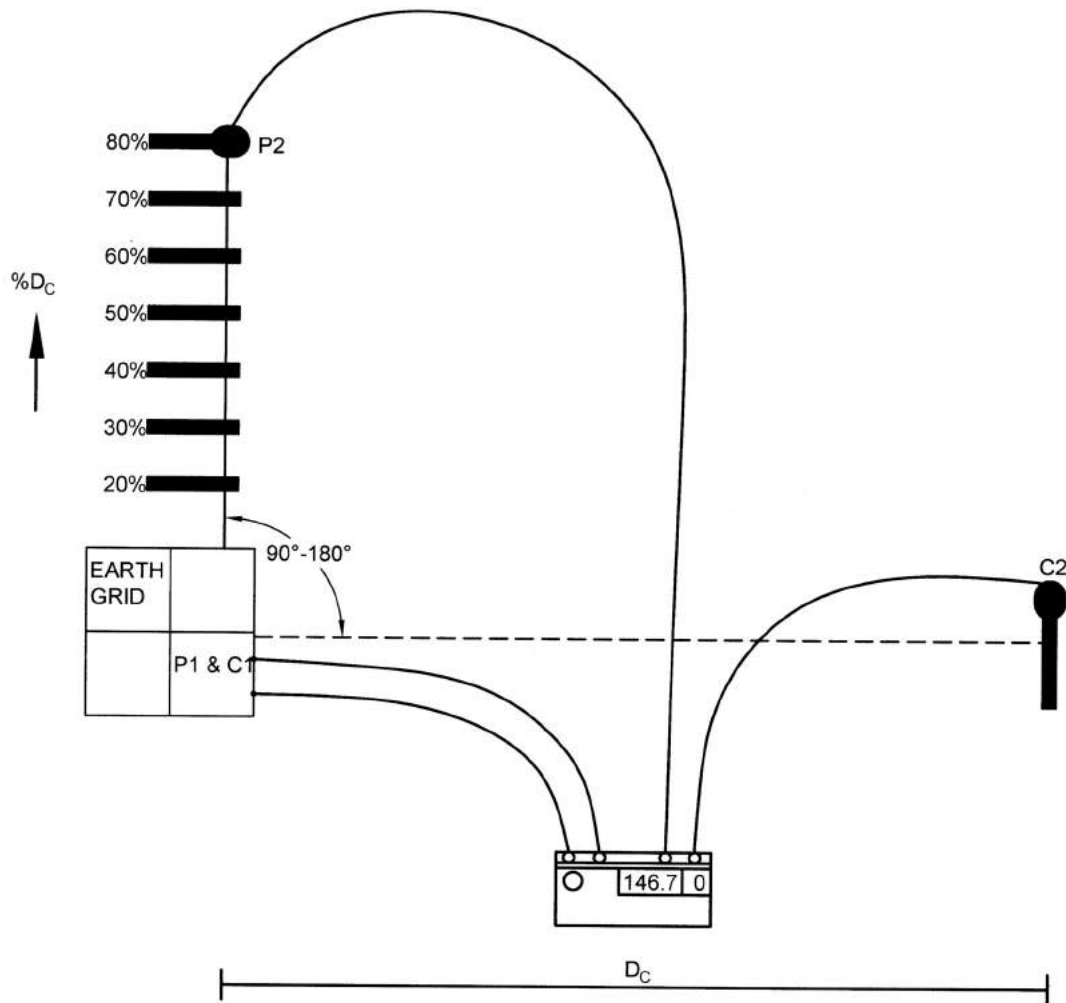 80%
P2
70%
60%
%DC
50%
40%
30%
20%
90°-180°
EARTH
GRID
C2
P1 & C1
146.7 0
DC